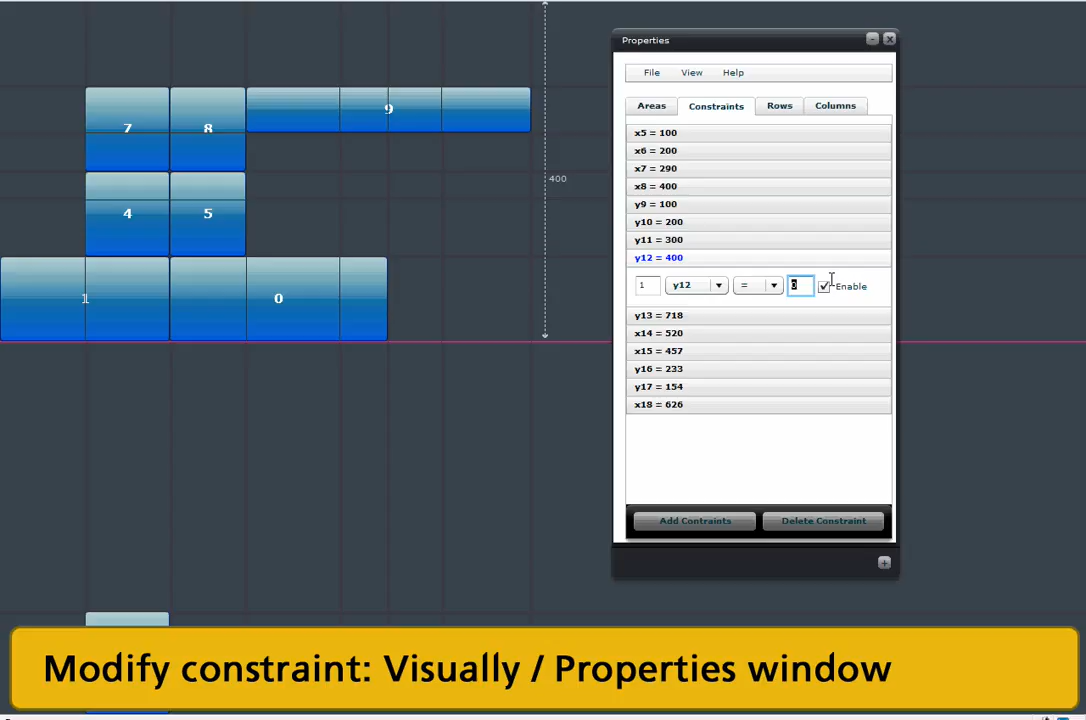 Properties
File View Help
Areas Constraints Rows Columns
x5 = 100
x6 = 200
x7 = 290
x8 = 400
y9 = 100
y10 = 200
y11 = 300
y12 = 400
1 y12 = 0 Enable
y13 = 718
x14 = 520
x15 = 457
y16 = 233
y17 = 154
x18 = 626
Add Contraints Delete Constraint
7 8 9
400
4 5
1 0
Modify constraint: Visually / Properties window